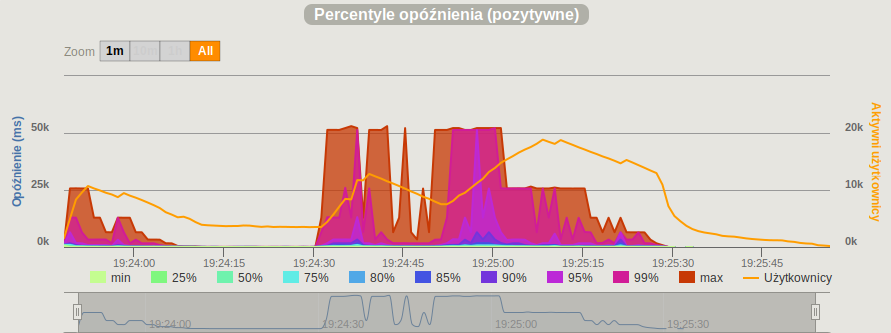 Percentyle opóźnienia (pozytywne)
Zoom 1m 10m 1h All
Opóźnienie (ms)
Aktywni użytkownicy
50k 20k
25k 10k
0k 0k
19:24:00 19:24:15 19:24:30 19:24:45 19:25:00 19:25:15 19:25:30 19:25:45
min 25% 50% 75% 80% 85% 90% 95% 99% max Użytkownicy
19:24:00 19:24:30 19:25:00 19:25:30